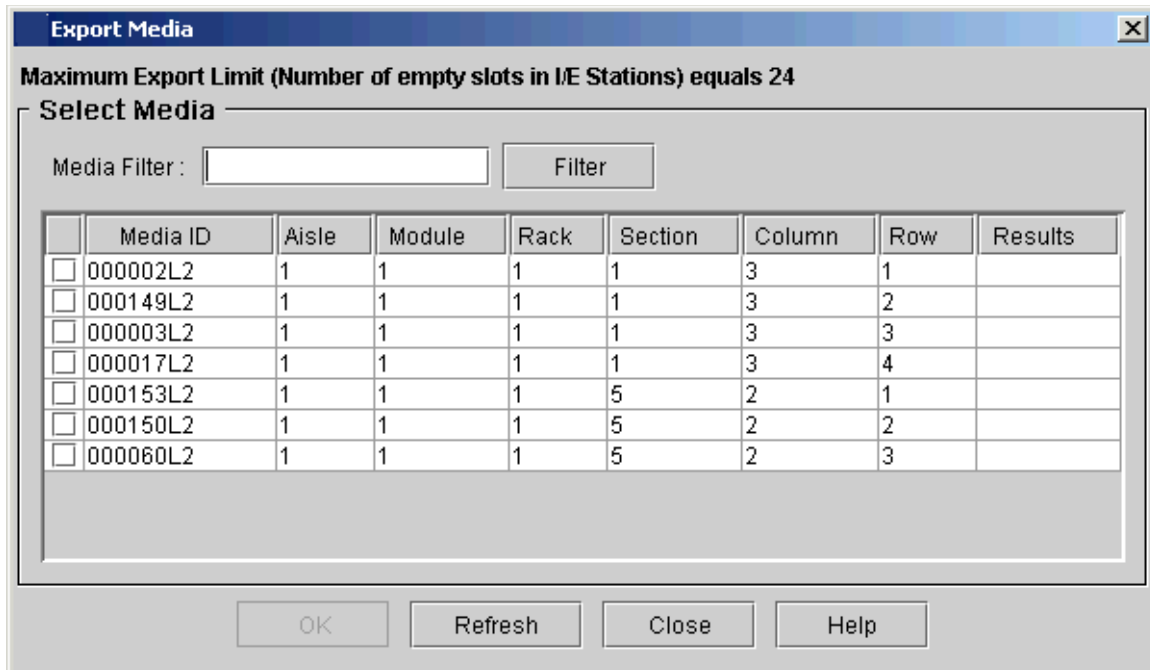 Export Media
Maximum Export Limit (Number of empty slots in I/E Stations) equals 24
Select Media
Media Filter : Filter
Media ID Aisle Module Rack Section Column Row Results
000002L2 1 1 1 1 3 1
000149L2 1 1 1 1 3 2
000003L2 1 1 1 1 3 3
000017L2 1 1 1 1 3 4
000153L2 1 1 1 5 2 1
000150L2 1 1 1 5 2 2
000060L2 1 1 1 5 2 3
OK Refresh Close Help